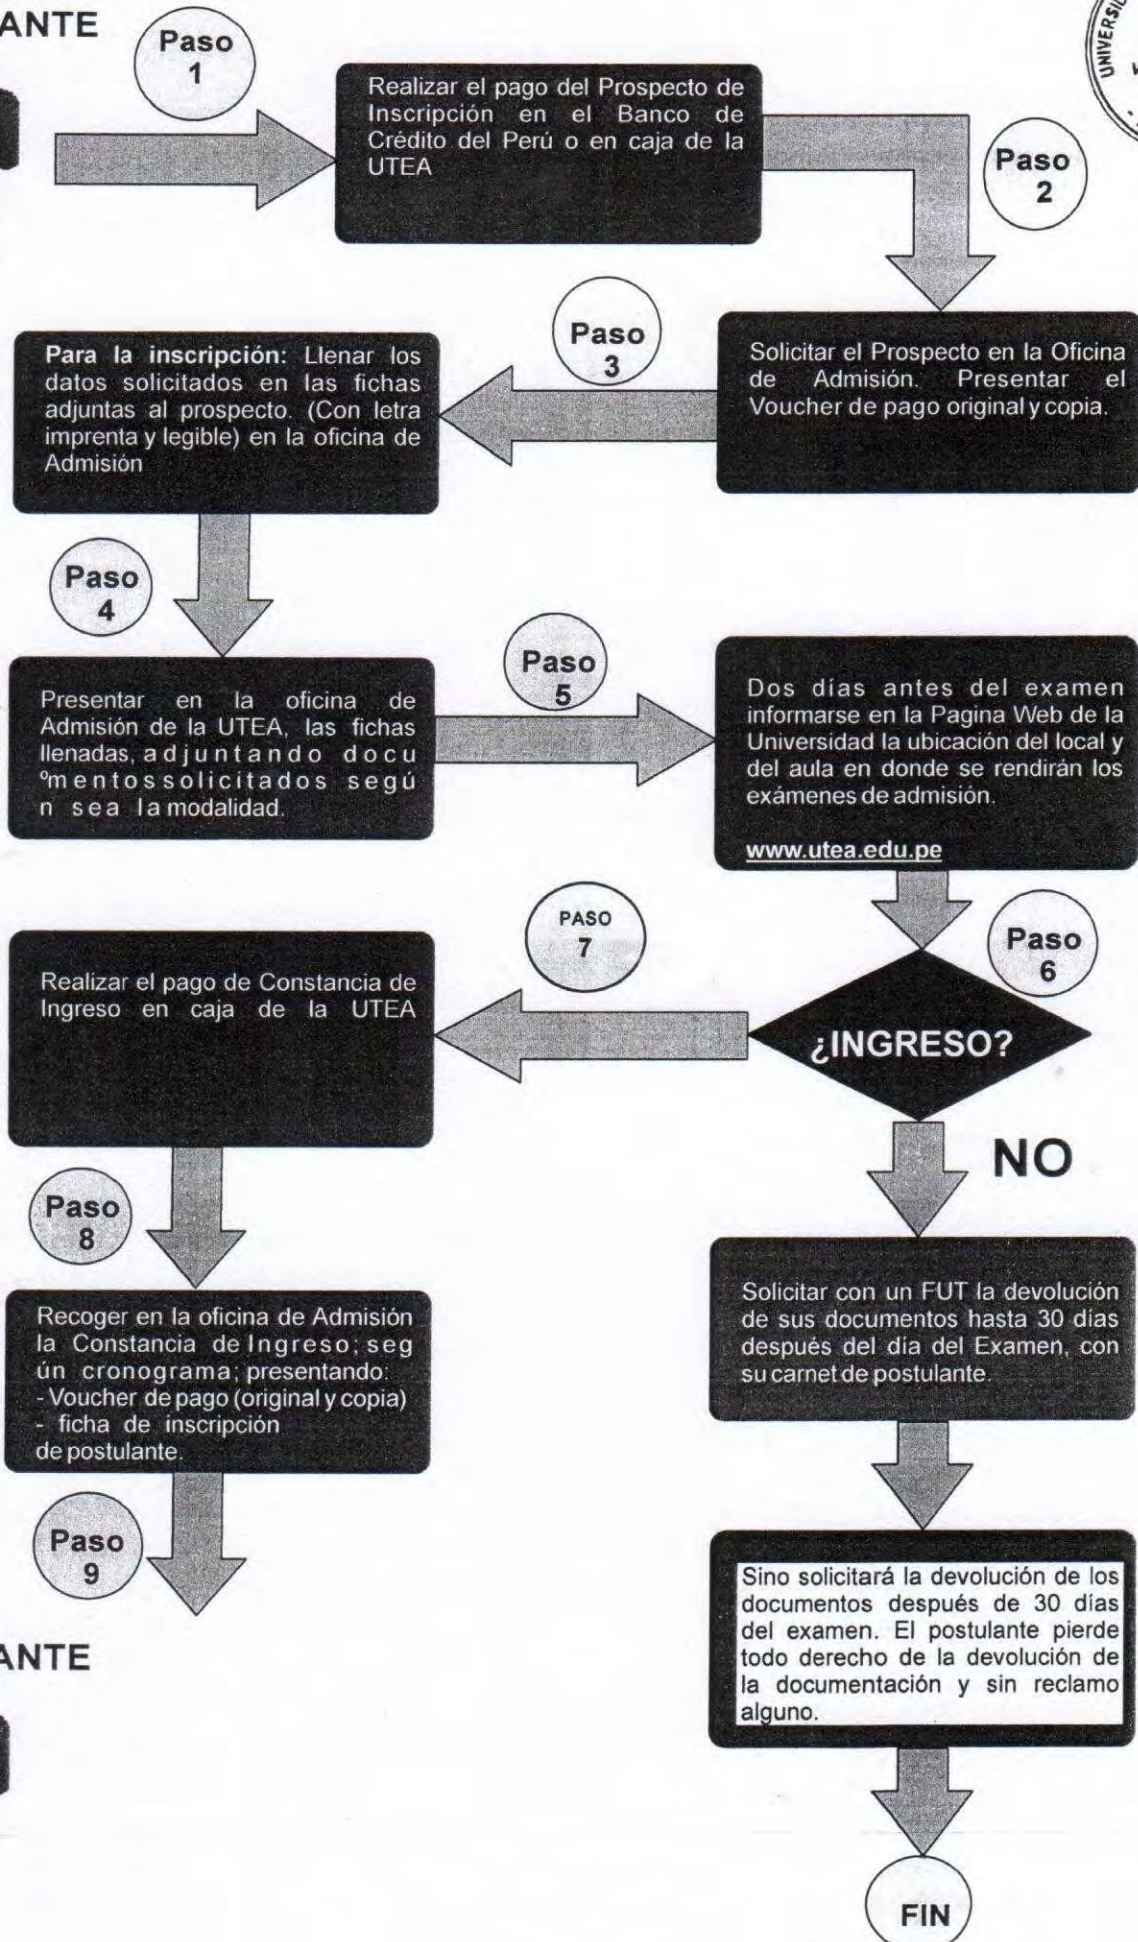 ANTE
Paso
1
Realizar el pago del Prospecto de
Inscripción en el Banco de
Crédito del Perú o en caja de la
UTEA
UNIVERSI
Paso
2
Solicitar el Prospecto en la Oficina
de Admisión. Presentar el
Voucher de pago original y copia.
Paso
3
Para la inscripción: Llenar los
datos solicitados en las fichas
adjuntas al prospecto. (Con letra
imprenta y legible) en la oficina de
Admisión
Paso
4
Presentar en la oficina de
Admisión de la UTEA, las fichas
llenadas, adjuntando docu
ºmentos solicitados segú
n sea la modalidad.
Paso
5
Dos días antes del examen
informarse en la Pagina Web de la
Universidad la ubicación del local y
del aula en donde se rendirán los
exámenes de admisión.
www.utea.edu.pe
Paso
6
¿INGRESO?
PASO
7
Realizar el pago de Constancia de
Ingreso en caja de la UTEA
NO
Paso
8
Recoger en la oficina de Admisión
la Constancia de Ingreso; seg
ún cronograma; presentando:
- Voucher de pago (original y copia)
- ficha de inscripción
de postulante.
Solicitar con un FUT la devolución
de sus documentos hasta 30 días
después del día del Examen, con
su carnet de postulante.
Paso
9
Sino solicitará la devolución de los
documentos después de 30 días
del examen. El postulante pierde
todo derecho de la devolución de
la documentación y sin reclamo
alguno.
ANTE
FIN